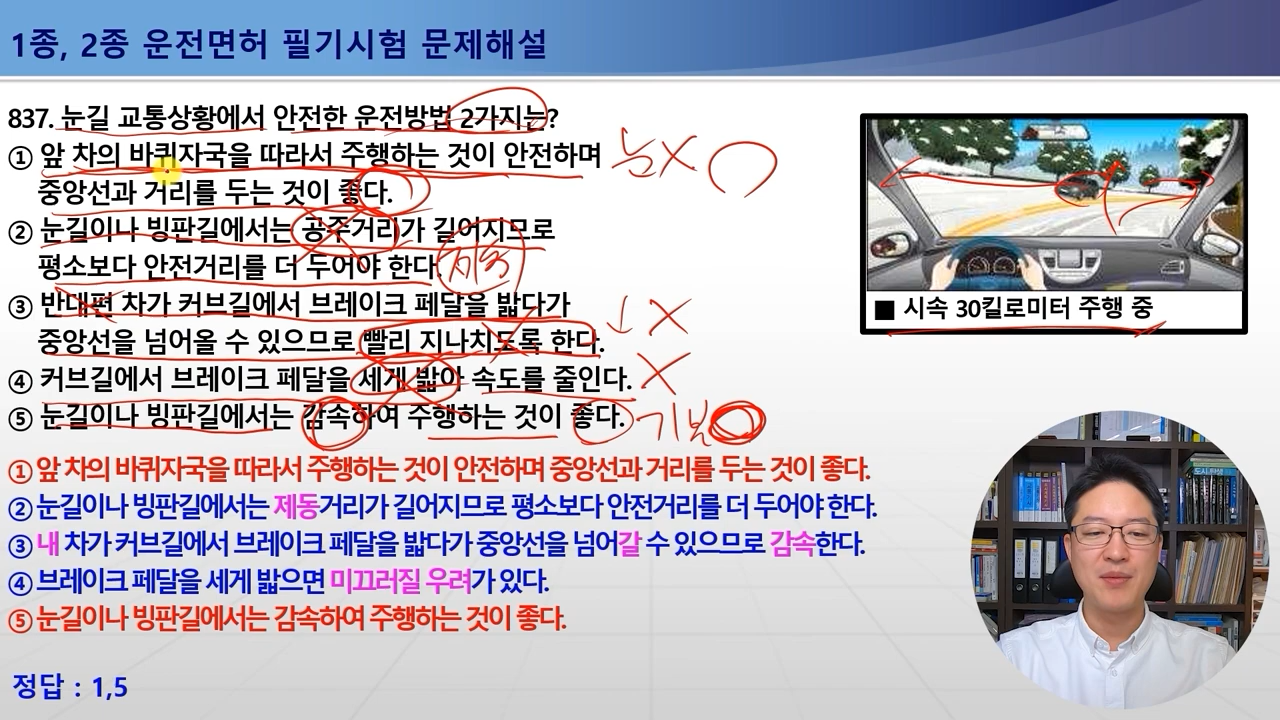 1종, 2종 운전면허 필기시험 문제해설
837. 눈길 교통상황에서 안전한 운전방법 2가지는?
① 앞 차의 바퀴자국을 따라서 주행하는 것이 안전하며
중앙선과 거리를 두는 것이 좋다.
눈X
② 눈길이나 빙판길에서는 공주거리가 길어지므로
평소보다 안전거리를 더 두어야 한다.
제동
③ 반대편 차가 커브길에서 브레이크 페달을 밟다가
중앙선을 넘어올 수 있으므로 빨리 지나치도록 한다.
↓ X
④ 커브길에서 브레이크 페달을 세게 밟아 속도를 줄인다.
X
⑤ 눈길이나 빙판길에서는 감속하여 주행하는 것이 좋다.
기본
■ 시속 30킬로미터 주행 중
① 앞 차의 바퀴자국을 따라서 주행하는 것이 안전하며 중앙선과 거리를 두는 것이 좋다.
② 눈길이나 빙판길에서는 제동거리가 길어지므로 평소보다 안전거리를 더 두어야 한다.
③ 내 차가 커브길에서 브레이크 페달을 밟다가 중앙선을 넘어갈 수 있으므로 감속한다.
④ 브레이크 페달을 세게 밟으면 미끄러질 우려가 있다.
⑤ 눈길이나 빙판길에서는 감속하여 주행하는 것이 좋다.
정답 : 1,5